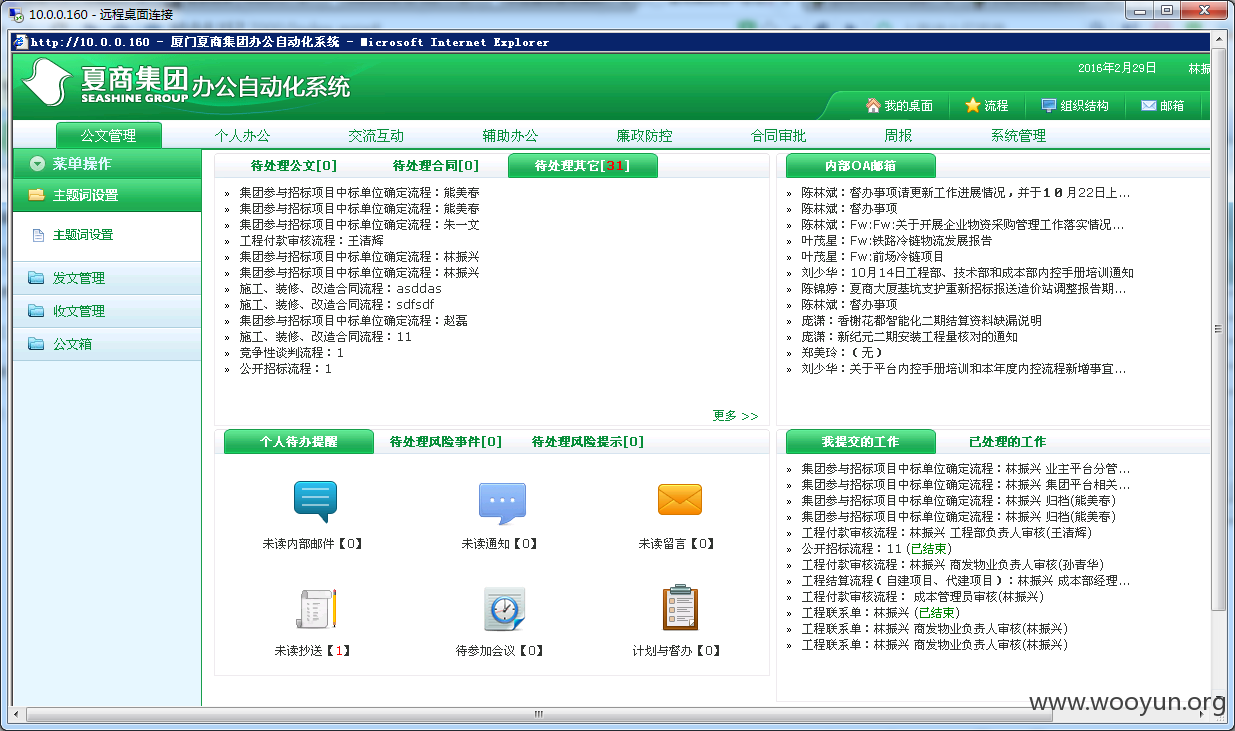 10.0.0.160 - 远程桌面连接
http://10.0.0.160 - 厦门夏商集团办公自动化系统 - Microsoft Internet Explorer
夏商集团 办公自动化系统
SEASHINE GROUP
2016年2月29日 林振
我的桌面 流程 组织结构 邮箱
公文管理 个人办公 交流互动 辅助办公 廉政防控 合同审批 周报 系统管理
菜单操作
主题词设置
主题词设置
发文管理
收文管理
公文箱
待处理公文[0] 待处理合同[0] 待处理其它[31]
» 集团参与招标项目中标单位确定流程：熊美春
» 集团参与招标项目中标单位确定流程：熊美春
» 集团参与招标项目中标单位确定流程：朱一文
» 工程付款审核流程：王清辉
» 集团参与招标项目中标单位确定流程：林振兴
» 集团参与招标项目中标单位确定流程：林振兴
» 施工、装修、改造合同流程：asddas
» 施工、装修、改造合同流程：sdfsdf
» 集团参与招标项目中标单位确定流程：赵磊
» 施工、装修、改造合同流程：11
» 竞争性谈判流程：1
» 公开招标流程：1
更多 >>
内部OA邮箱
» 陈林斌：督办事项请更新工作进展情况，并于10月22日上...
» 陈林斌：督办事项
» 陈林斌：Fw:Fw:关于开展企业物资采购管理工作落实情况...
» 叶茂星：Fw:铁路冷链物流发展报告
» 叶茂星：Fw:前场冷链项目
» 刘少华：10月14日工程部、技术部和成本部内控手册培训通知
» 陈锦婷：夏商大厦基坑支护重新招标报送造价站调整报告期...
» 陈林斌：督办事项
» 庞潇：香榭花都智能化二期结算资料缺漏说明
» 庞潇：新纪元二期安装工程量核对的通知
» 郑美玲：（无）
» 刘少华：关于平台内控手册培训和本年度内控流程新增事宜...
个人待办提醒 待处理风险事件[0] 待处理风险提示[0]
未读内部邮件【0】 未读通知【0】 未读留言【0】
未读抄送【1】 待参加会议【0】 计划与督办【0】
我提交的工作 已处理的工作
» 集团参与招标项目中标单位确定流程：林振兴 业主平台分管...
» 集团参与招标项目中标单位确定流程：林振兴 集团平台相关...
» 集团参与招标项目中标单位确定流程：林振兴 归档(熊美春)
» 集团参与招标项目中标单位确定流程：林振兴 归档(熊美春)
» 工程付款审核流程：林振兴 工程部负责人审核(王清辉)
» 公开招标流程：11 (已结束)
» 工程付款审核流程：林振兴 商发物业负责人审核(孙青华)
» 工程结算流程（自建项目、代建项目）：林振兴 成本部经理...
» 工程付款审核流程： 成本管理员审核(林振兴)
» 工程联系单：林振兴 (已结束)
» 工程联系单：林振兴 商发物业负责人审核(林振兴)
» 工程联系单：林振兴 商发物业负责人审核(林振兴)
www.wooyun.org